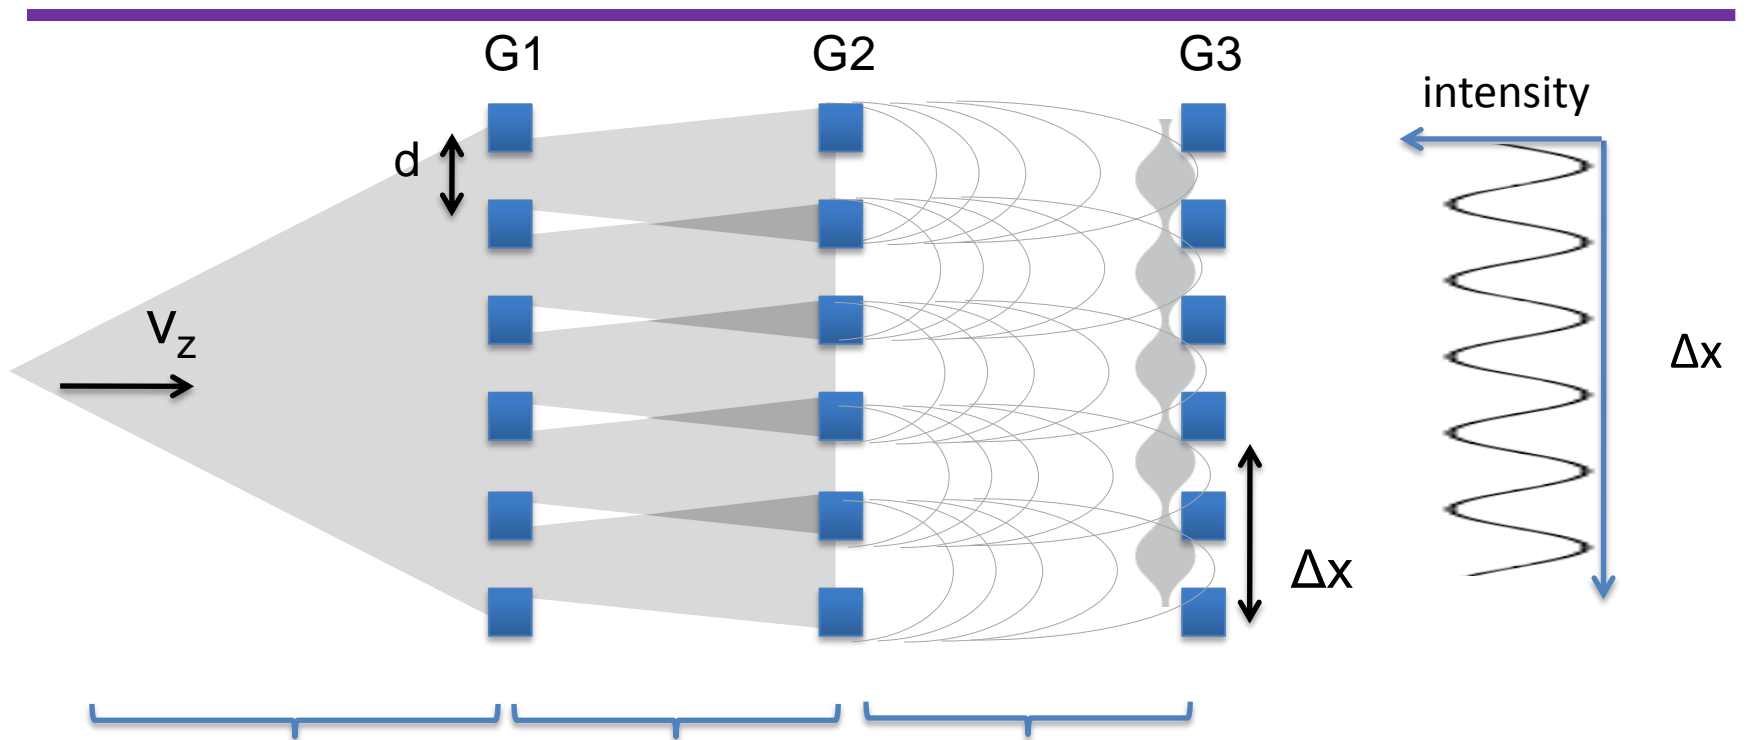 G1 G2 G3
intensity
d
Vz
Δx
Δx